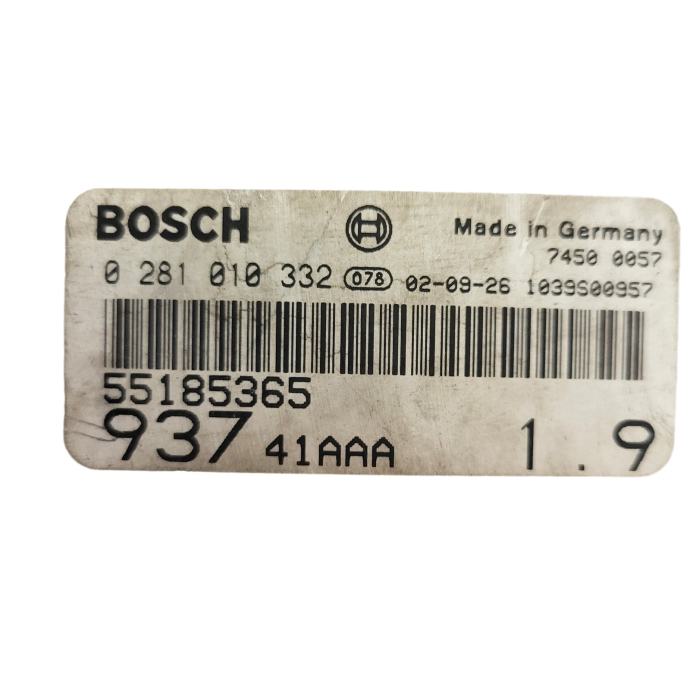 BOSCH
Made in Germany
7450 0057
0 281 010 332 078 02-09-26 1039S00957
55185365
937 41AAA 1.9